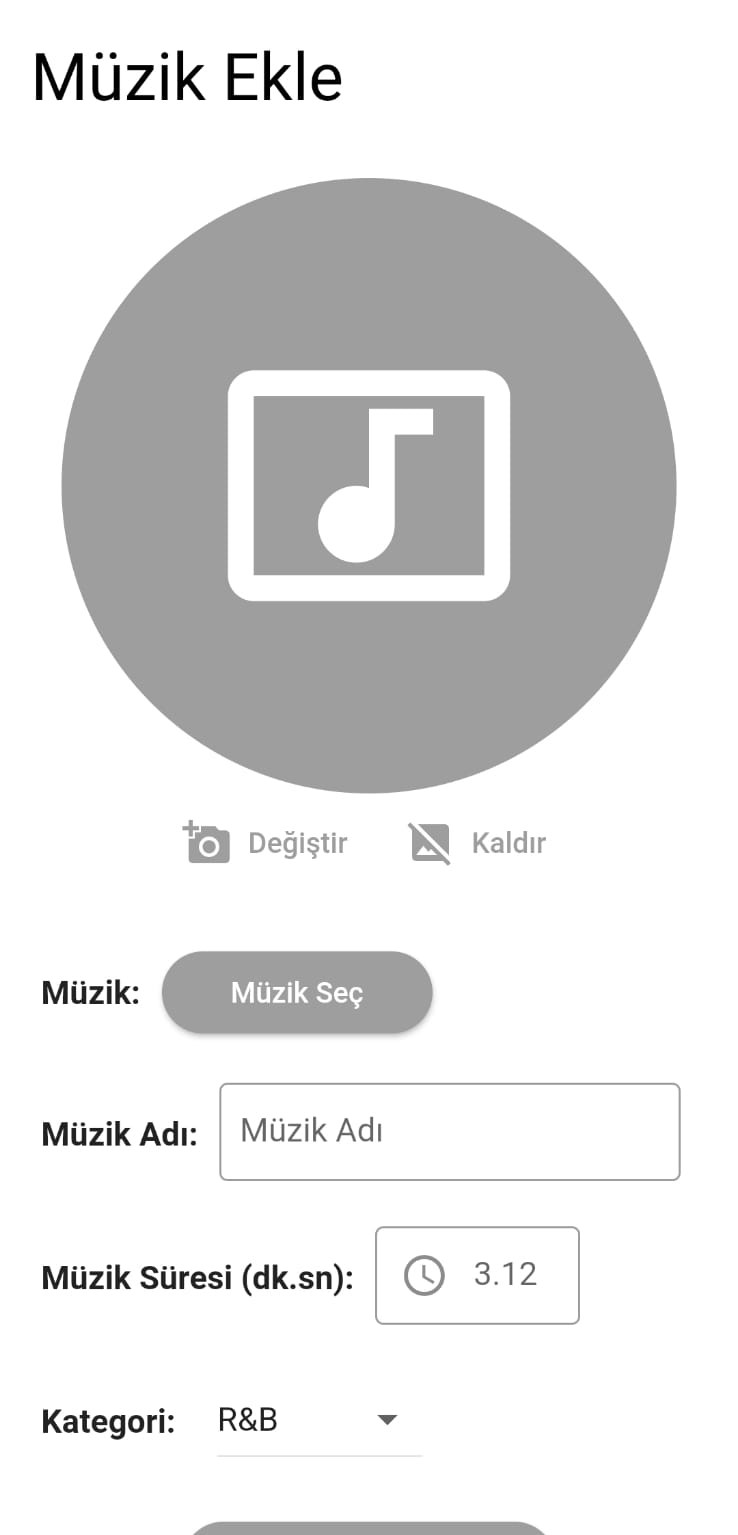 Müzik Ekle
Değiştir Kaldır
Müzik: Müzik Seç
Müzik Adı: Müzik Adı
Müzik Süresi (dk.sn): 3.12
Kategori: R&B